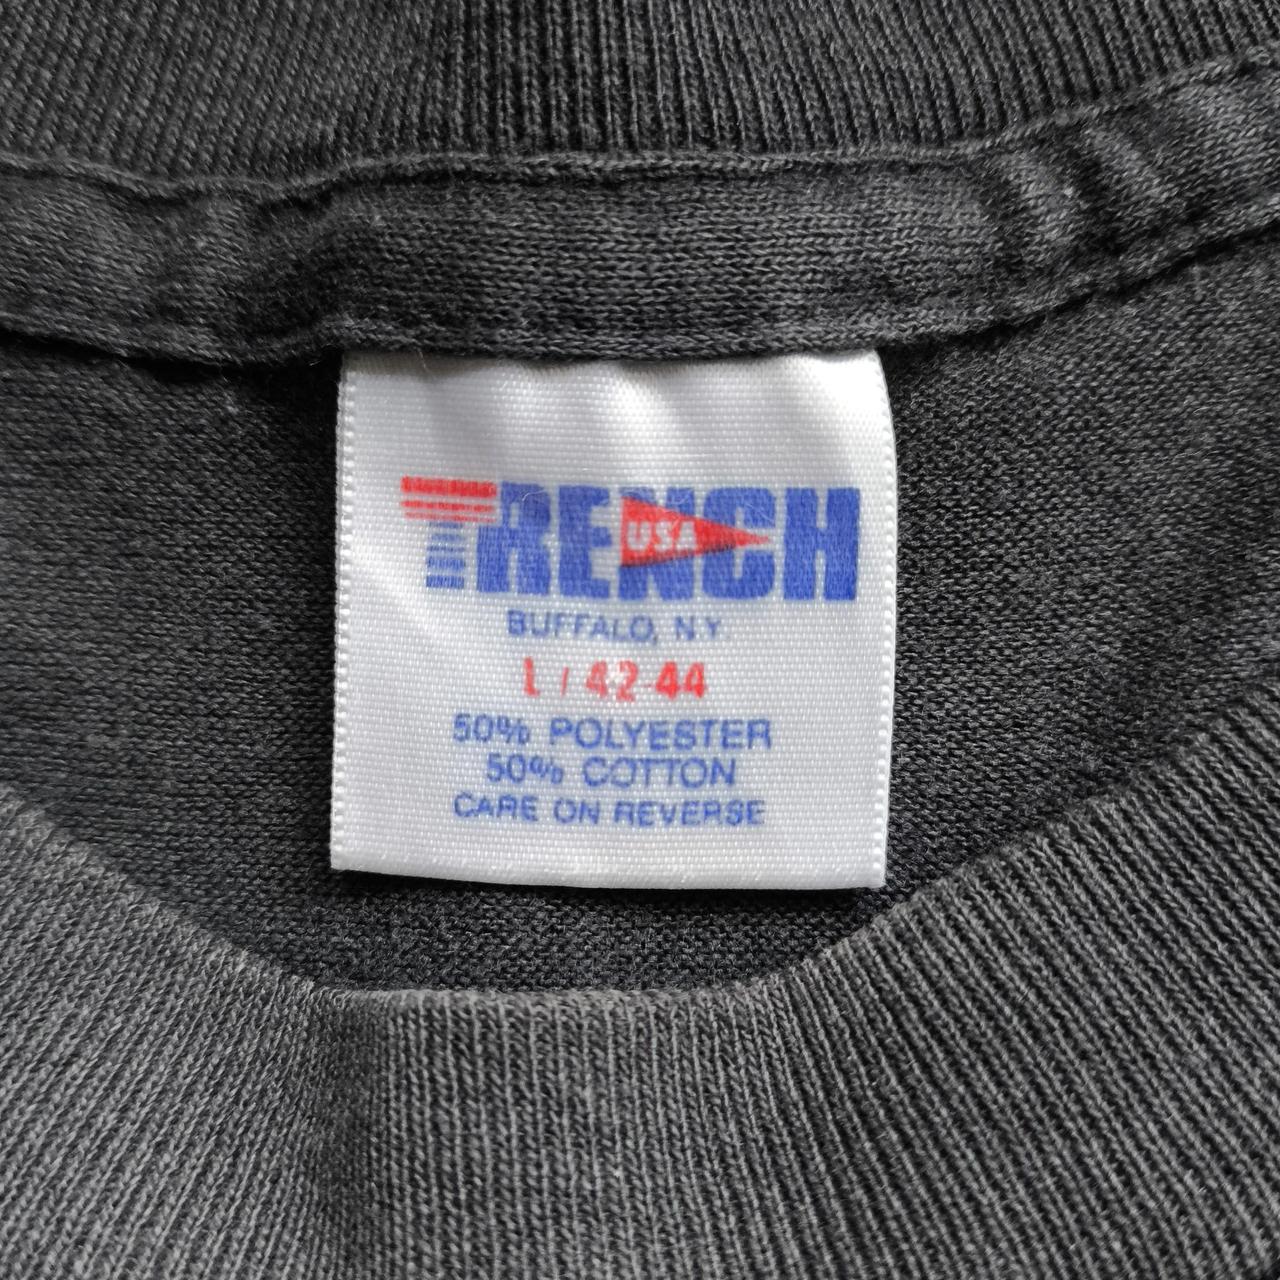 TRENCH
USA
BUFFALO, N.Y.
L / 42-44
50% POLYESTER
50% COTTON
CARE ON REVERSE